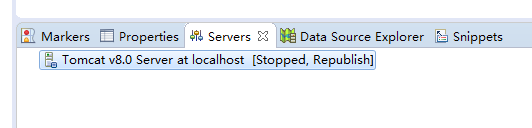 Markers Properties Servers Data Source Explorer Snippets
Tomcat v8.0 Server at localhost [Stopped, Republish]